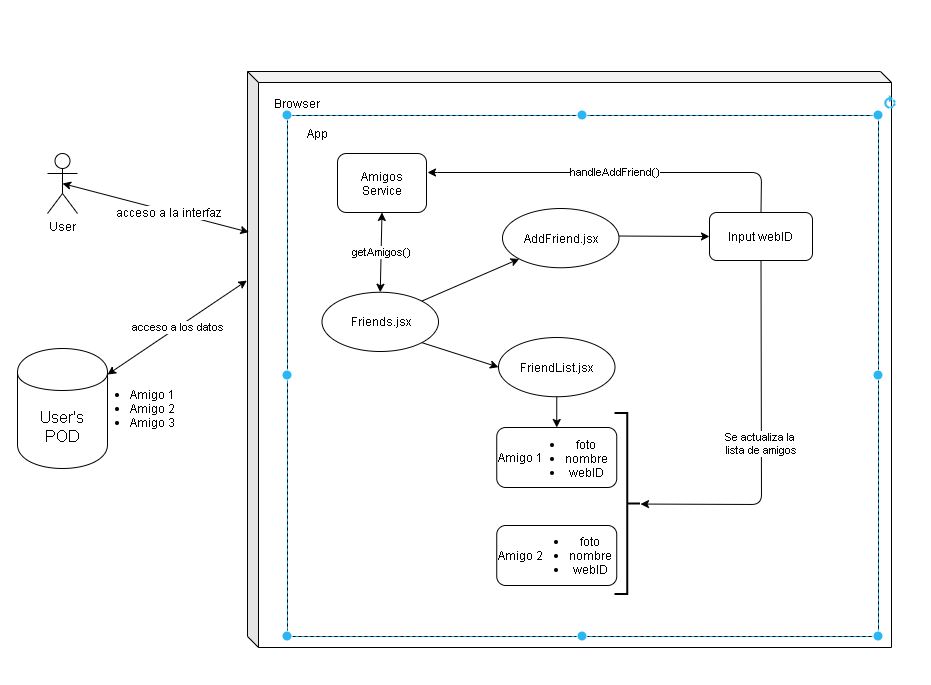 Browser
App
Amigos
Service
handleAddFriend()
User
acceso a la interfaz
AddFriend.jsx
Input webID
getAmigos()
Friends.jsx
acceso a los datos
FriendList.jsx
User's
POD
Amigo 1
Amigo 2
Amigo 3
Se actualiza la
lista de amigos
Amigo 1
foto
nombre
webID
Amigo 2
foto
nombre
webID